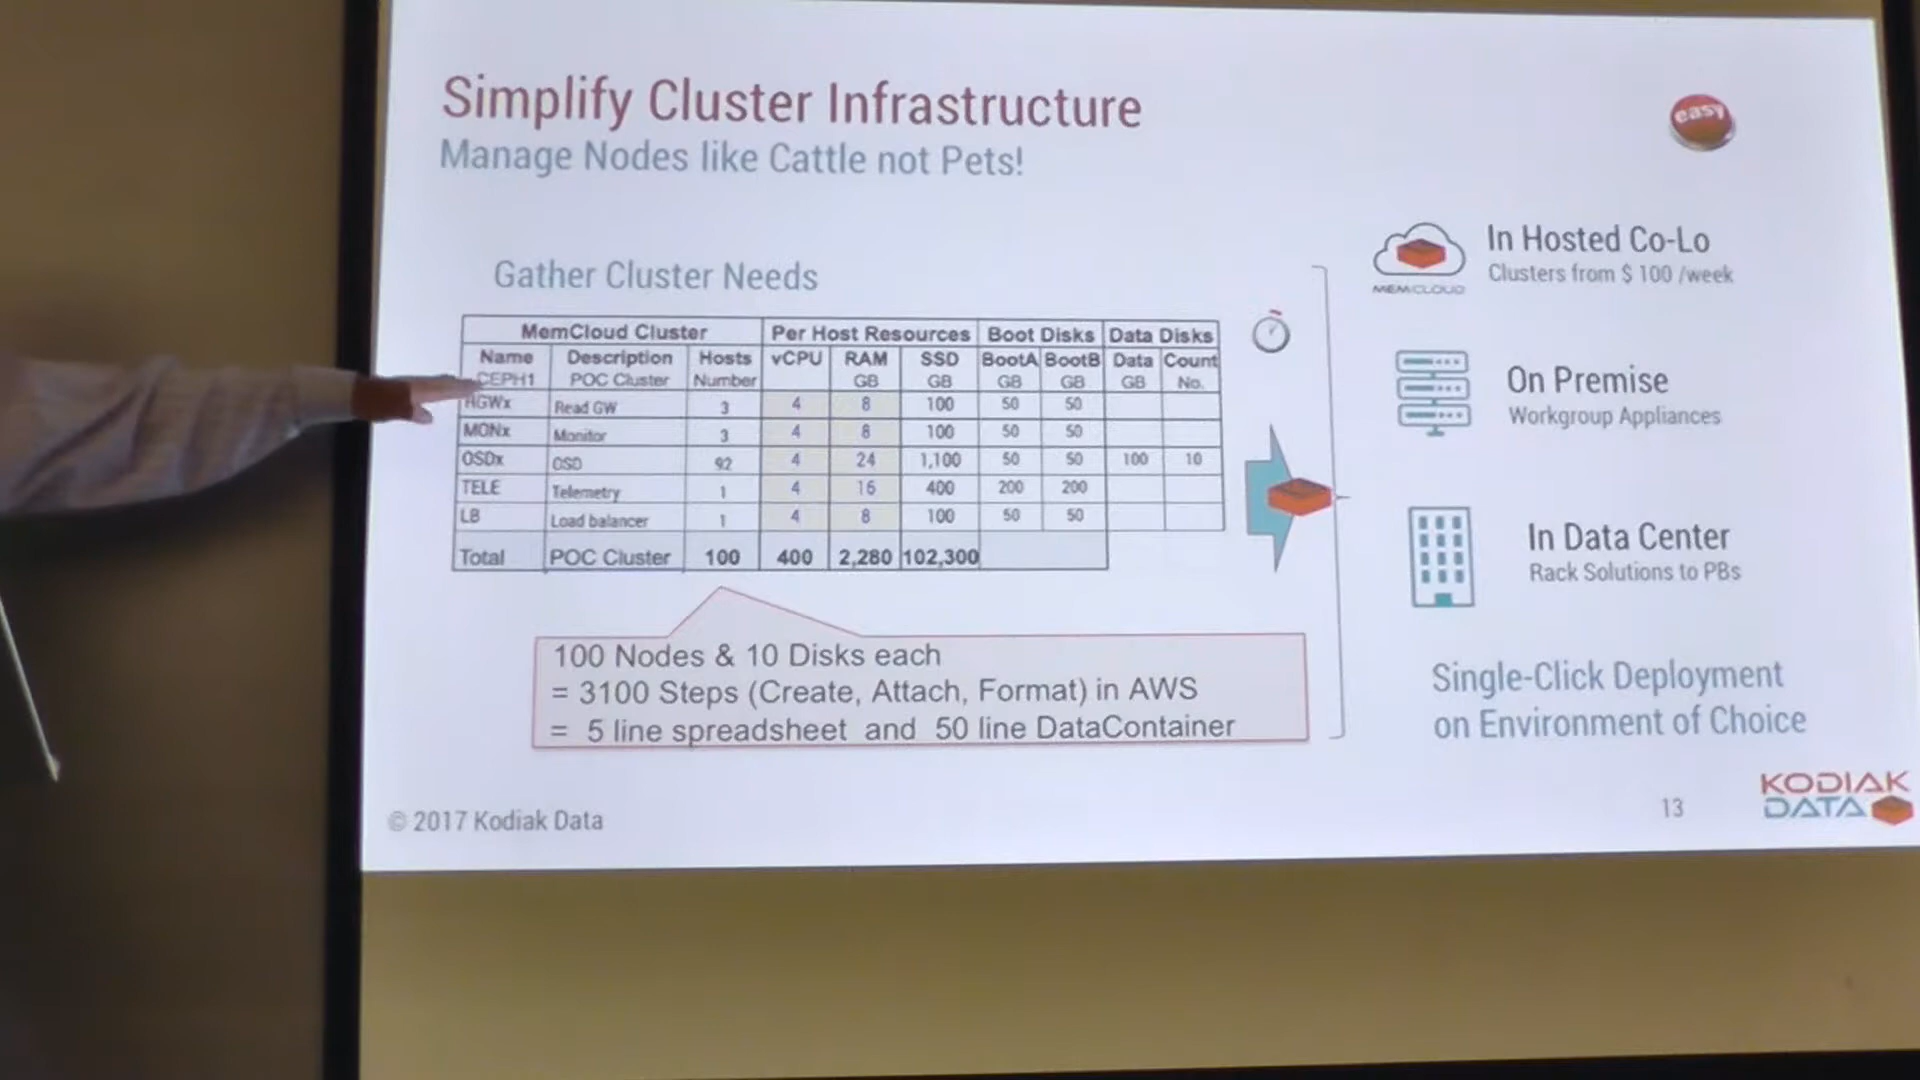 Simplify Cluster Infrastructure
Manage Nodes like Cattle not Pets!
easy
Gather Cluster Needs
MemCloud Cluster Per Host Resources Boot Disks Data Disks
Name Description Hosts vCPU RAM SSD BootA BootB Data Count
CEPH1 POC Cluster Number GB GB GB GB GB No.
RGWx Read GW 3 4 8 100 50 50
MONx Monitor 3 4 8 100 50 50
OSDx OSD 92 4 24 1,100 50 50 100 10
TELE Telemetry 1 4 16 400 200 200
LB Load balancer 1 4 8 100 50 50
Total POC Cluster 100 400 2,280 102,300
100 Nodes & 10 Disks each
= 3100 Steps (Create, Attach, Format) in AWS
= 5 line spreadsheet and 50 line DataContainer
MEMCLOUD
In Hosted Co-Lo
Clusters from $ 100 /week
On Premise
Workgroup Appliances
In Data Center
Rack Solutions to PBs
Single-Click Deployment
on Environment of Choice
© 2017 Kodiak Data
13
KODIAK
DATA